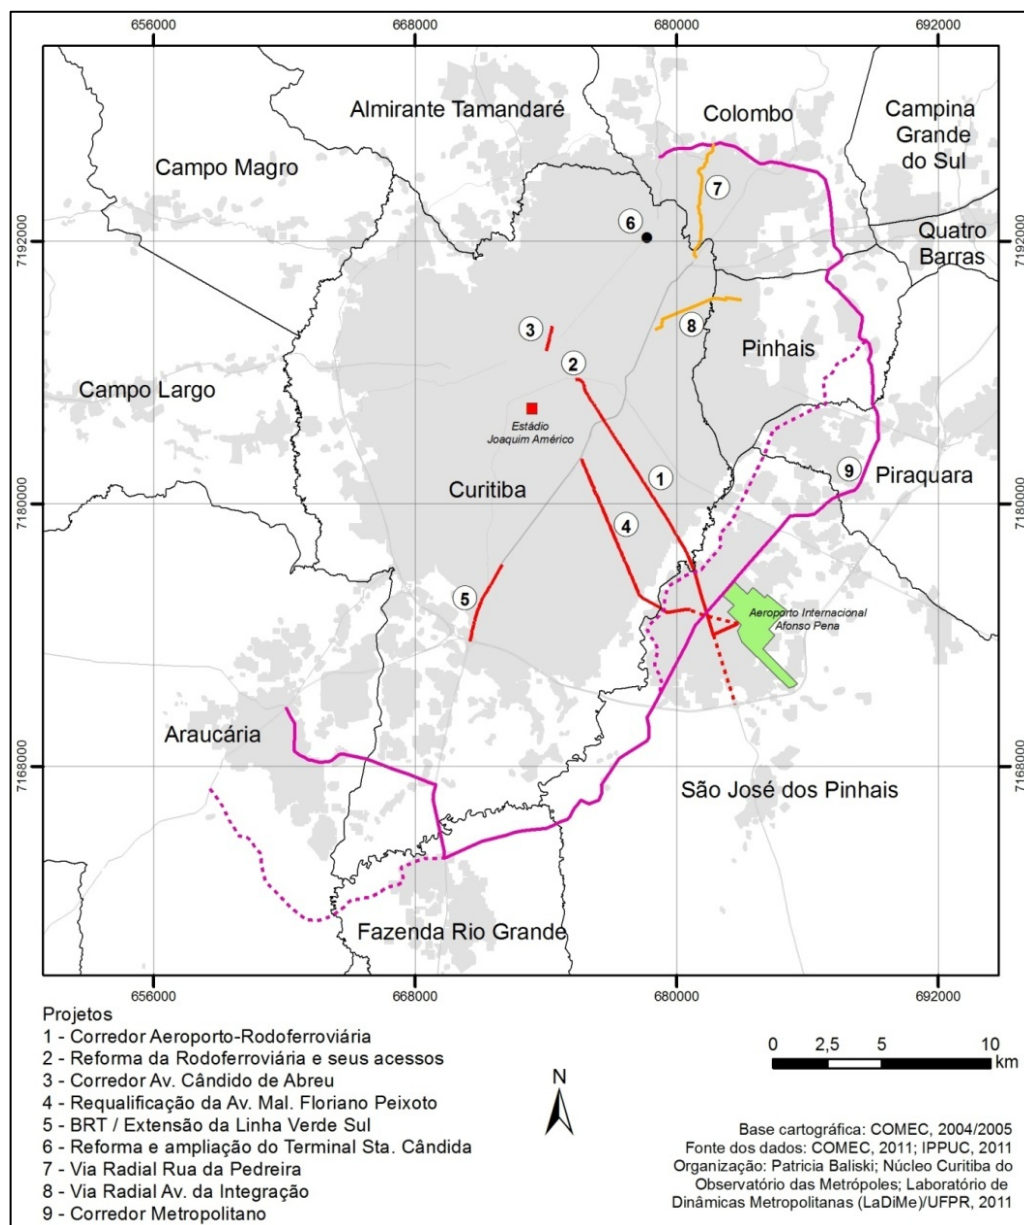 656000
668000
680000
692000
Almirante Tamandaré
Colombo
Campina
Grande
do Sul
Campo Magro
7
6
7192000
7192000
Quatro
Barras
3
8
2
Pinhais
Campo Largo
Estádio
Joaquim Américo
9
Piraquara
1
Curitiba
7180000
7180000
4
5
Aeroporto Internacional
Afonso Pena
Araucária
7168000
7168000
São José dos Pinhais
Fazenda Rio Grande
656000
668000
680000
692000
Projetos
1 - Corredor Aeroporto-Rodoferroviária
2 - Reforma da Rodoferroviária e seus acessos
3 - Corredor Av. Cândido de Abreu
4 - Requalificação da Av. Mal. Floriano Peixoto
5 - BRT / Extensão da Linha Verde Sul
6 - Reforma e ampliação do Terminal Sta. Cândida
7 - Via Radial Rua da Pedreira
8 - Via Radial Av. da Integração
9 - Corredor Metropolitano
N
0 2,5 5 10
km
Base cartográfica: COMEC, 2004/2005
Fonte dos dados: COMEC, 2011; IPPUC, 2011
Organização: Patricia Baliski; Núcleo Curitiba do
Observatório das Metrópoles; Laboratório de
Dinâmicas Metropolitanas (LaDiMe)/UFPR, 2011